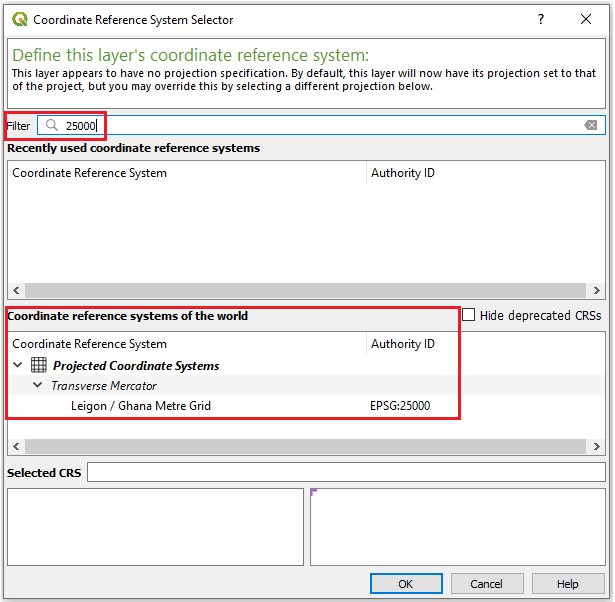 Coordinate Reference System Selector
Define this layer's coordinate reference system:
This layer appears to have no projection specification. By default, this layer will now have its projection set to that
of the project, but you may override this by selecting a different projection below.
Filter 25000
Recently used coordinate reference systems
Coordinate Reference System Authority ID
Coordinate reference systems of the world Hide deprecated CRSs
Coordinate Reference System Authority ID
Projected Coordinate Systems
Transverse Mercator
Leigon / Ghana Metre Grid EPSG:25000
Selected CRS
OK Cancel Help